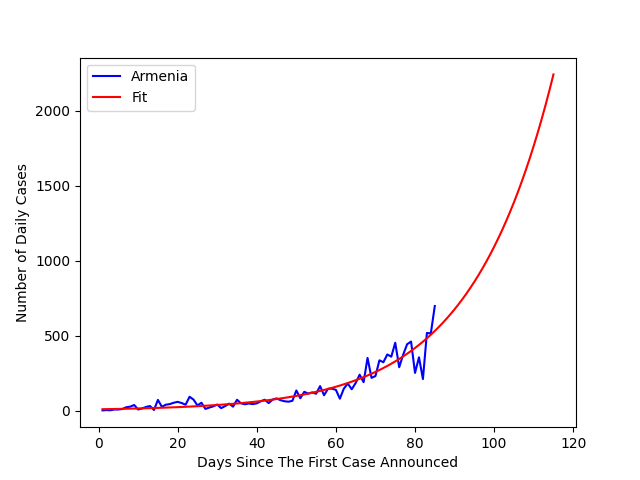 Armenia
Fit
2000
1500
1000
500
0
Number of Daily Cases
0 20 40 60 80 100 120
Days Since The First Case Announced